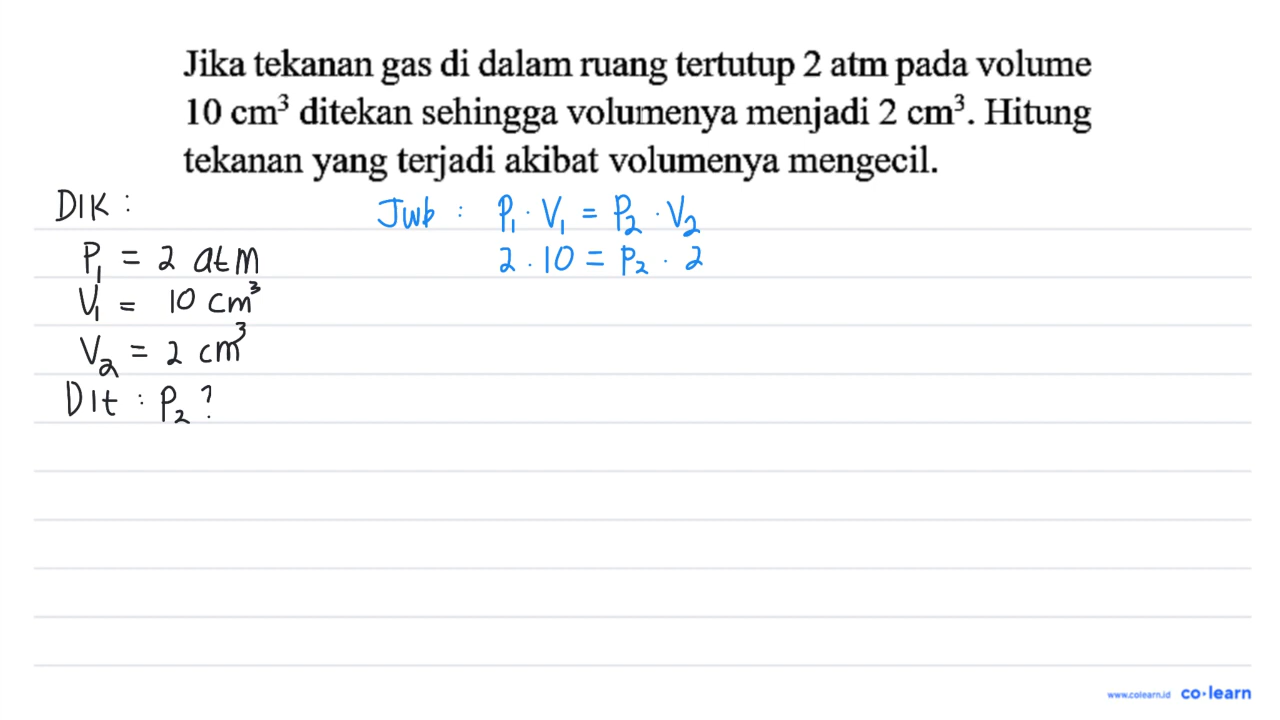 Jika tekanan gas di dalam ruang tertutup 2 atm pada volume
10 cm³ ditekan sehingga volumenya menjadi 2 cm³. Hitung
tekanan yang terjadi akibat volumenya mengecil.
DIK :
P₁ = 2 atm
V₁ = 10 cm³
V₂ = 2 cm³
Dit : P₂ ?
Jwb : P₁ . V₁ = P₂ . V₂
2 . 10 = P₂ . 2
www.colearn.id co·learn